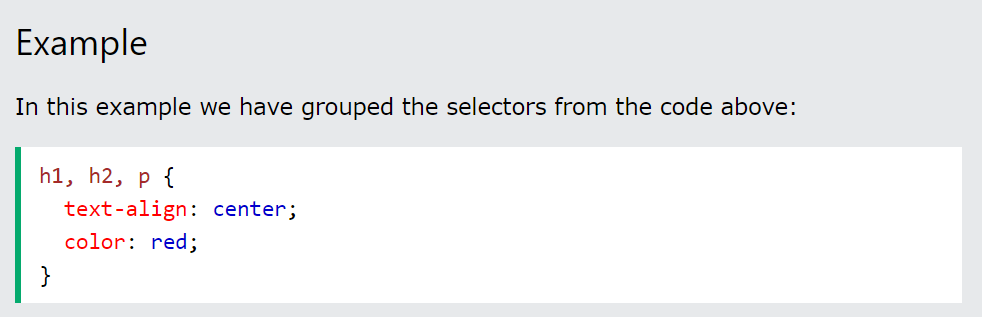 Example
In this example we have grouped the selectors from the code above:
h1, h2, p {
  text-align: center;
  color: red;
}